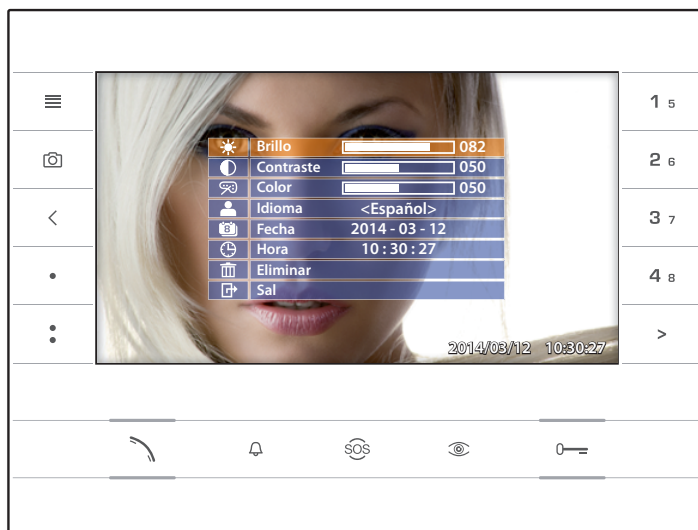 1 5
2 6
3 7
4 8
>
Brillo 082
Contraste 050
Color 050
Idioma <Español>
8 Fecha 2014 - 03 - 12
Hora 10 : 30 : 27
Eliminar
Sal
2014/03/12 10:30:27
SOS